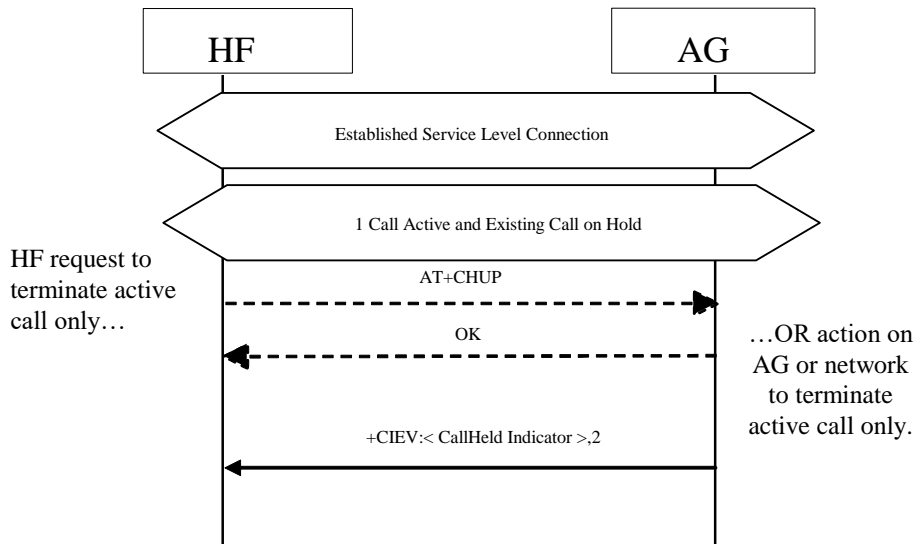 HF
AG
Established Service Level Connection
1 Call Active and Existing Call on Hold
HF request to
terminate active
call only…
AT+CHUP
OK
…OR action on
AG or network
to terminate
active call only.
+CIEV:< CallHeld Indicator >,2